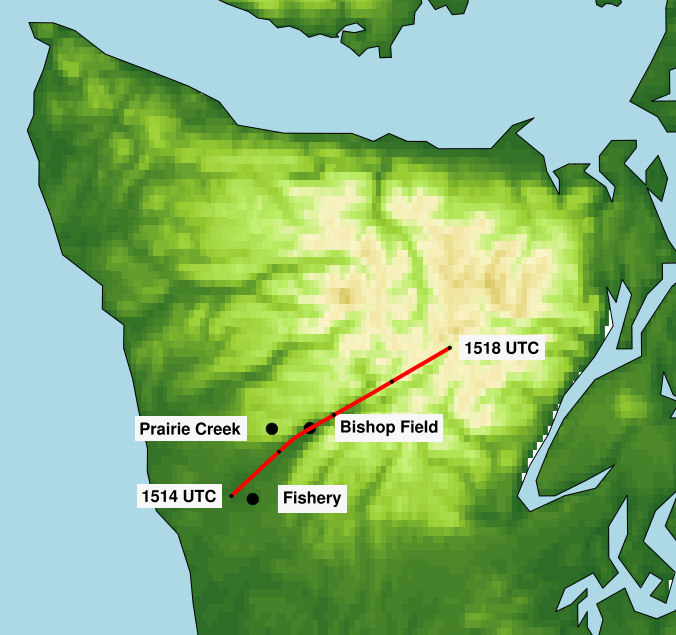 1518 UTC
Prairie Creek
Bishop Field
1514 UTC
Fishery